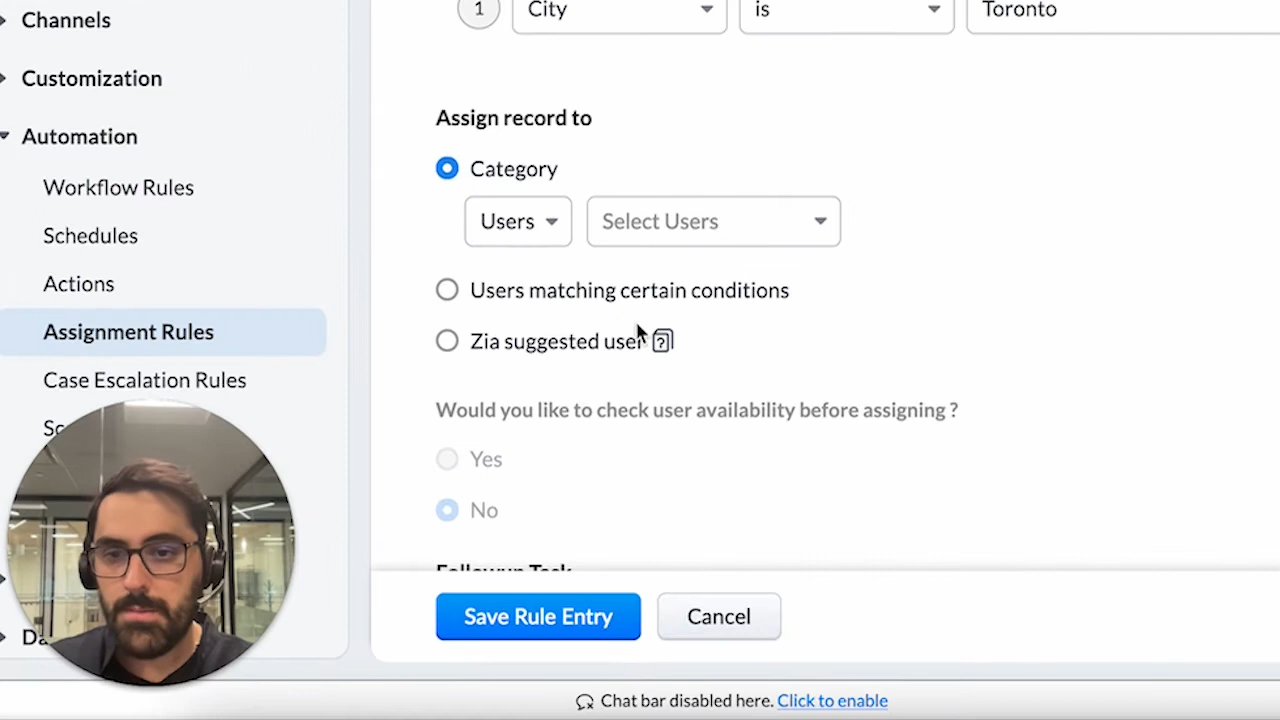 Channels
Customization
Automation
Workflow Rules
Schedules
Actions
Assignment Rules
Case Escalation Rules
Sc
Da
1 City is Toronto
Assign record to
Category
Users Select Users
Users matching certain conditions
Zia suggested user ?
Would you like to check user availability before assigning ?
Yes
No
Followup Task
Save Rule Entry Cancel
Chat bar disabled here. Click to enable